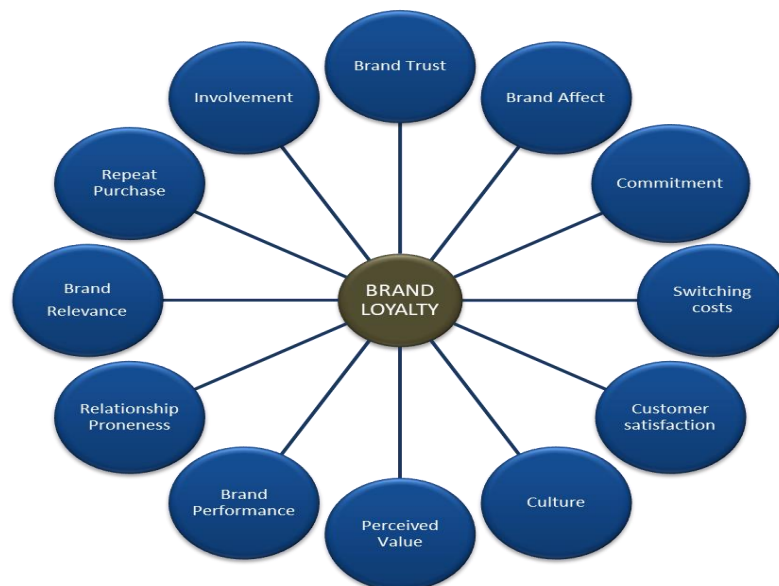 Brand Trust
Brand Affect
Commitment
Switching
costs
Customer
satisfaction
Culture
Perceived
Value
Brand
Performance
Relationship
Proneness
Brand
Relevance
Repeat
Purchase
Involvement
BRAND
LOYALTY